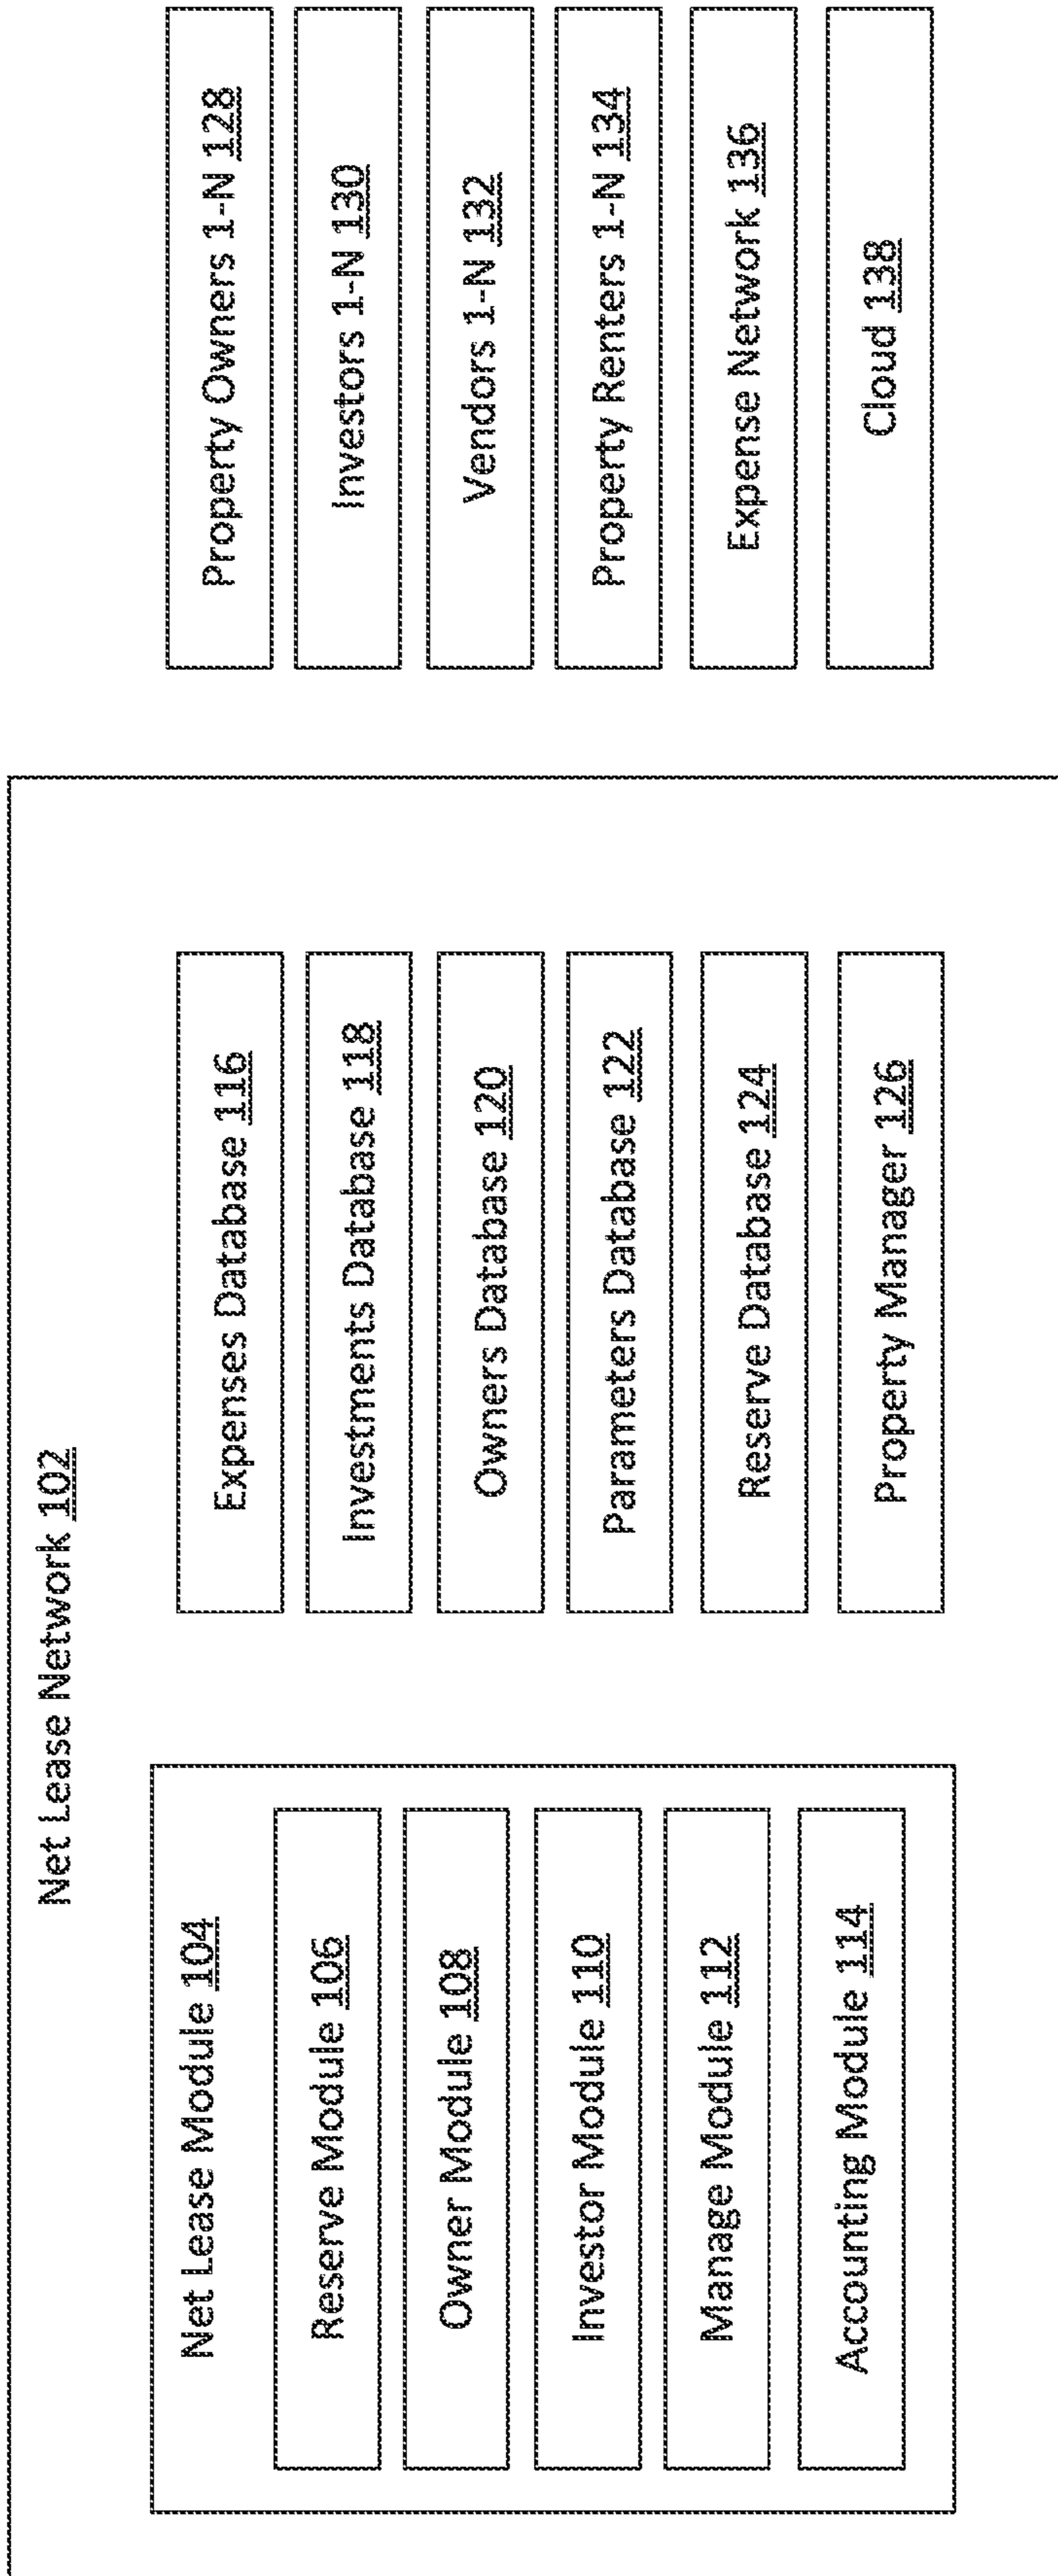 Net Lease Network 102
Net Lease Module 104
Reserve Module 106
Owner Module 108
Investor Module 110
Manage Module 112
Accounting Module 114
Expenses Database 116
Investments Database 118
Owners Database 120
Parameters Database 122
Reserve Database 124
Property Manager 126
Property Owners 1-N 128
Investors 1-N 130
Vendors 1-N 132
Property Renters 1-N 134
Expense Network 136
Cloud 138